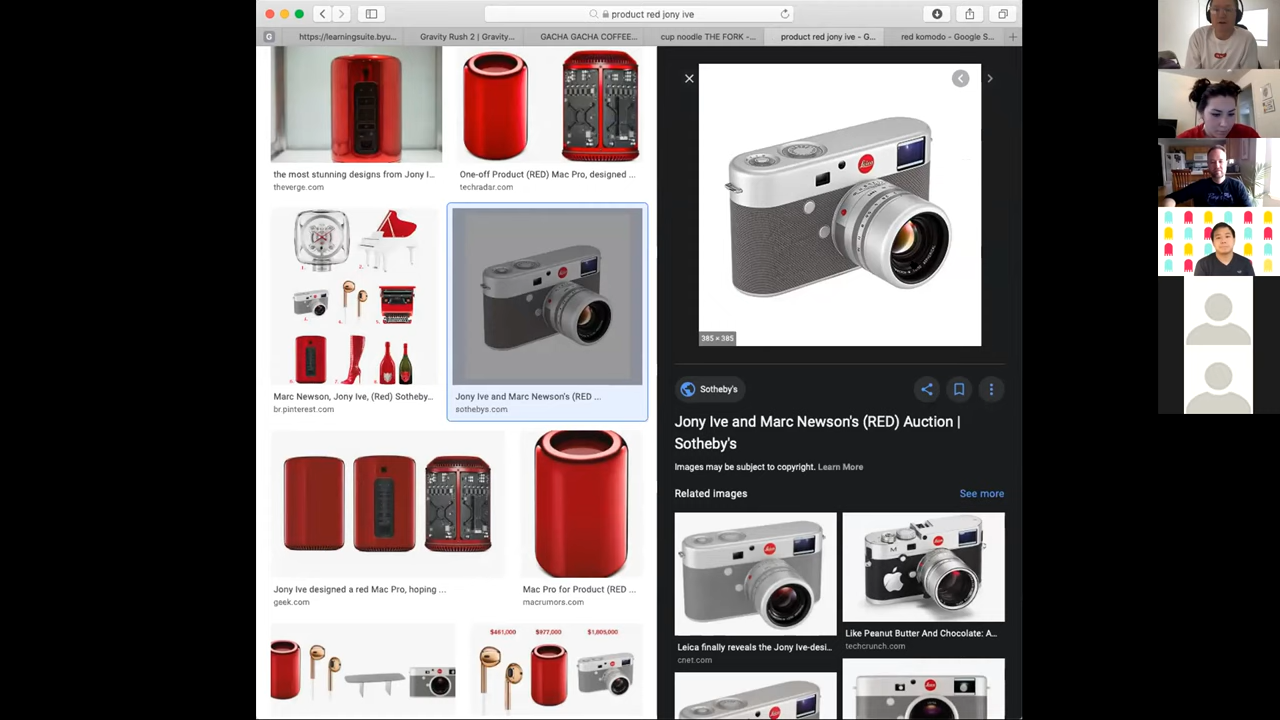 product red jony ive
G
https://learningsuite.byu...
Gravity Rush 2 | Gravity...
GACHA GACHA COFFEE...
cup noodle THE FORK -...
product red jony ive - G...
red komodo - Google S...
the most stunning designs from Jony I...
theverge.com
One-off Product (RED) Mac Pro, designed ...
techradar.com
Marc Newson, Jony Ive, (Red) Sotheby...
br.pinterest.com
Jony Ive and Marc Newson's (RED ...
sothebys.com
Jony Ive designed a red Mac Pro, hoping ...
geek.com
Mac Pro for Product (RED ...
macrumors.com
$461,000
$977,000
$1,805,000
Leica
385 × 385
Sotheby's
Jony Ive and Marc Newson's (RED) Auction |
Sotheby's
Images may be subject to copyright. Learn More
Related images
See more
Leica finally reveals the Jony Ive-desi...
cnet.com
Like Peanut Butter And Chocolate: A...
techcrunch.com